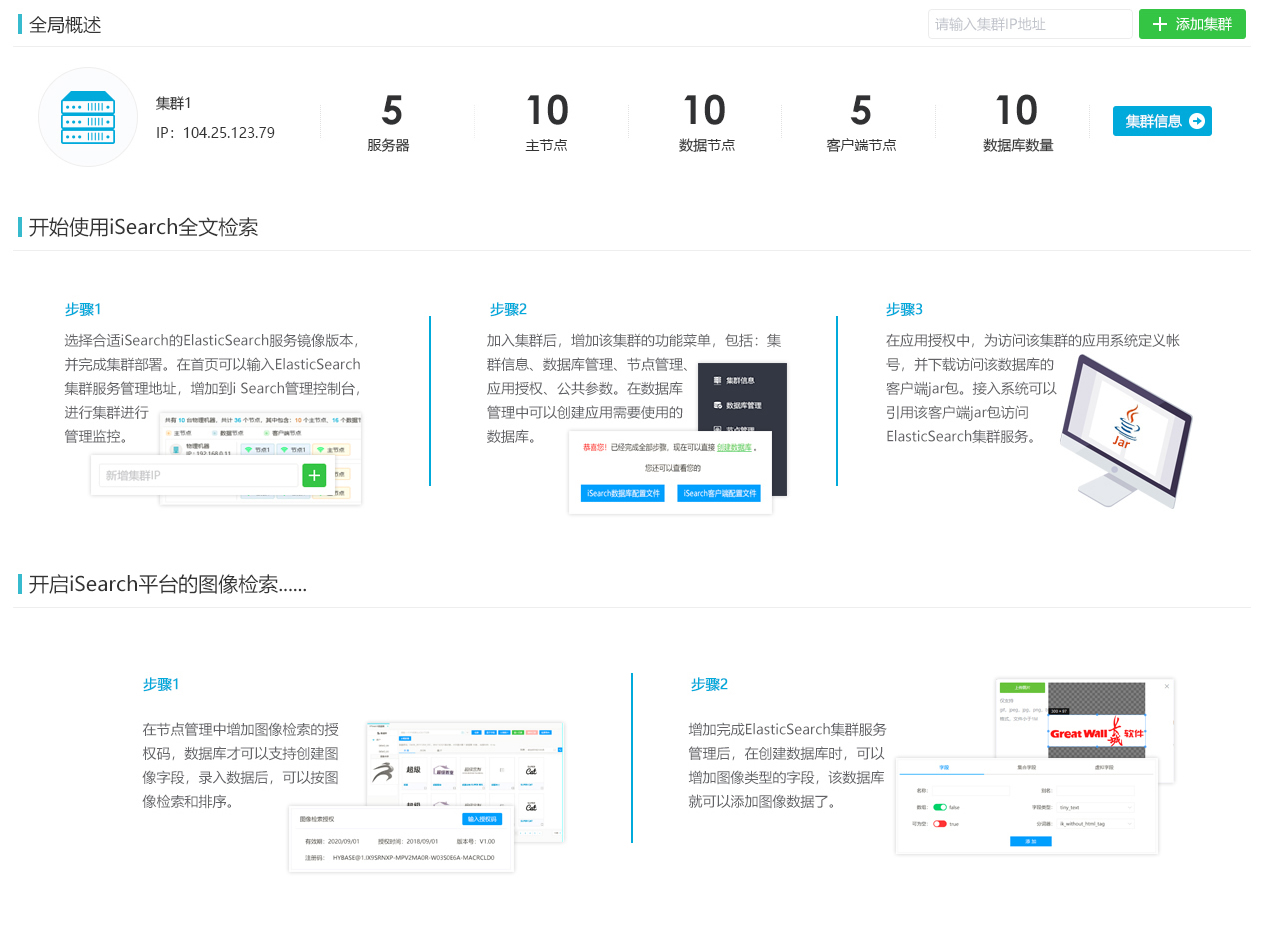 全局概述
请输入集群IP地址
添加集群
集群1
IP：104.25.123.79
5
服务器
10
主节点
10
数据节点
5
客户端节点
10
数据库数量
集群信息
开始使用iSearch全文检索
步骤1
选择合适iSearch的ElasticSearch服务镜像版本，
并完成集群部署。在首页可以输入ElasticSearch
集群服务管理地址，增加到i Search管理控制台，
进行集群进行
管理监控。
共有 10 台物理机器，共计 36 个节点，其中包含：10 个主节点、16 个数据
主节点
数据节点
客户端节点
物理机器
IP：192.168.0.11
节点1
节点1
主节点
新增集群IP
步骤2
加入集群后，增加该集群的功能菜单，包括：集
群信息、数据库管理、节点管理、
应用授权、公共参数。在数据库
管理中可以创建应用需要使用的
数据库。
集群信息
数据库管理
节点管理
恭喜您！已经完成全部步骤，现在可以直接 创建数据库 。
您还可以查看您的
iSearch数据库配置文件
iSearch客户端配置文件
步骤3
在应用授权中，为访问该集群的应用系统定义帐
号，并下载访问该数据库的
客户端jar包。接入系统可以
引用该客户端jar包访问
ElasticSearch集群服务。
Jar
开启iSearch平台的图像检索......
步骤1
在节点管理中增加图像检索的授
权码，数据库才可以支持创建图
像字段，录入数据后，可以按图
像检索和排序。
超级
Cat
超级
Cat
图像检索授权
输入授权码
有效期：2020/09/01
授权时间：2018/09/01
版本号：V1.00
注册码：HYBASE@1.IX9SRNXP-MPV2MA0R-W03S0E6A-MACRCLD0
步骤2
增加完成ElasticSearch集群服务
管理后，在创建数据库时，可以
增加图像类型的字段，该数据库
就可以添加图像数据了。
上传图片
仅支持
Great Wall 长城 软件
字段
复合字段
虚拟字段
名称：
别名：
数组：
false
字段类型：
tiny_text
可为空：
true
分词器：
ik_without_html_tag
添 加